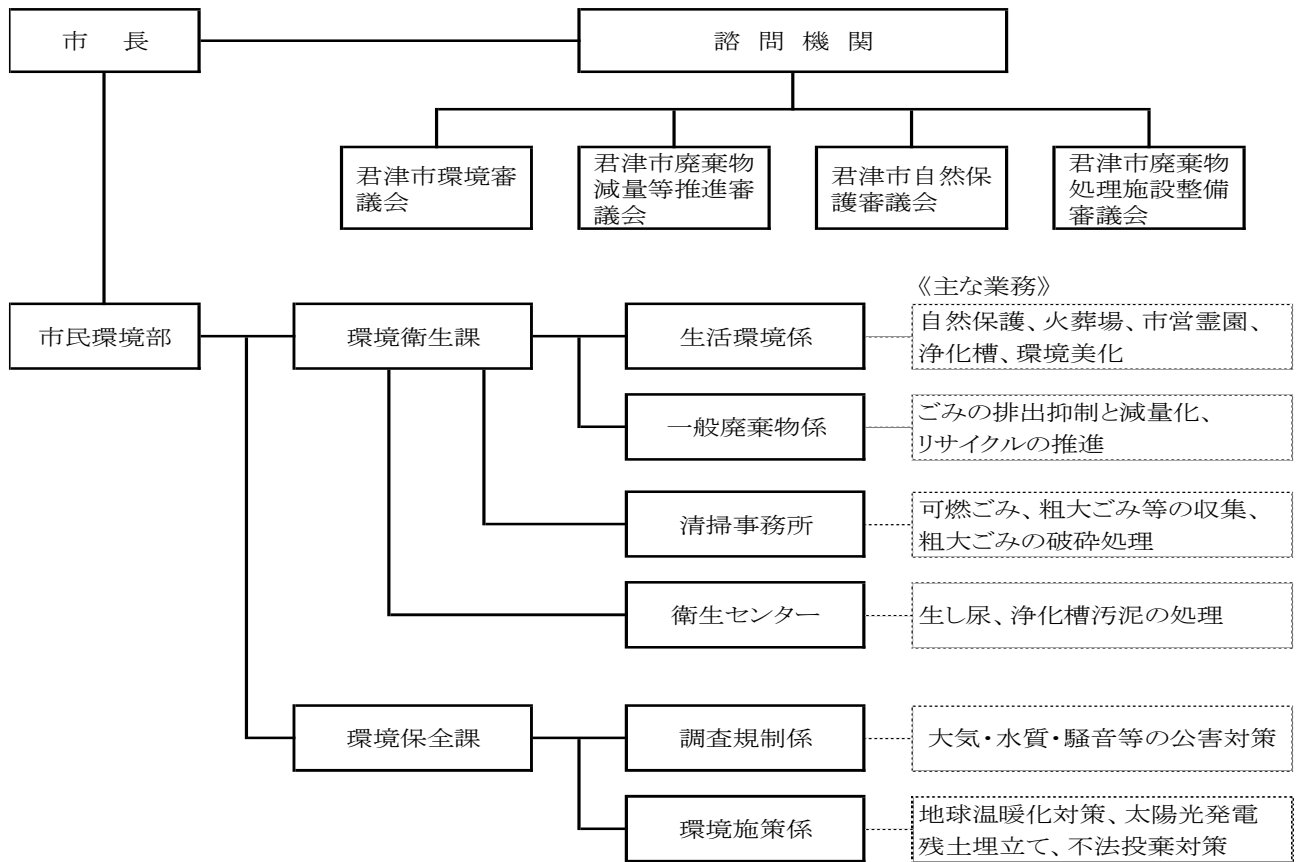 市　長
諮 問 機 関
君津市環境審
議会
君津市廃棄物
減量等推進審
議会
君津市自然保
護審議会
君津市廃棄物
処理施設整備
審議会
《主な業務》
市民環境部
環境衛生課
生活環境係
自然保護、火葬場、市営霊園、
浄化槽、環境美化
一般廃棄物係
ごみの排出抑制と減量化、
リサイクルの推進
清掃事務所
可燃ごみ、粗大ごみ等の収集、
粗大ごみの破砕処理
衛生センター
生し尿、浄化槽汚泥の処理
環境保全課
調査規制係
大気・水質・騒音等の公害対策
環境施策係
地球温暖化対策、太陽光発電
残土埋立て、不法投棄対策